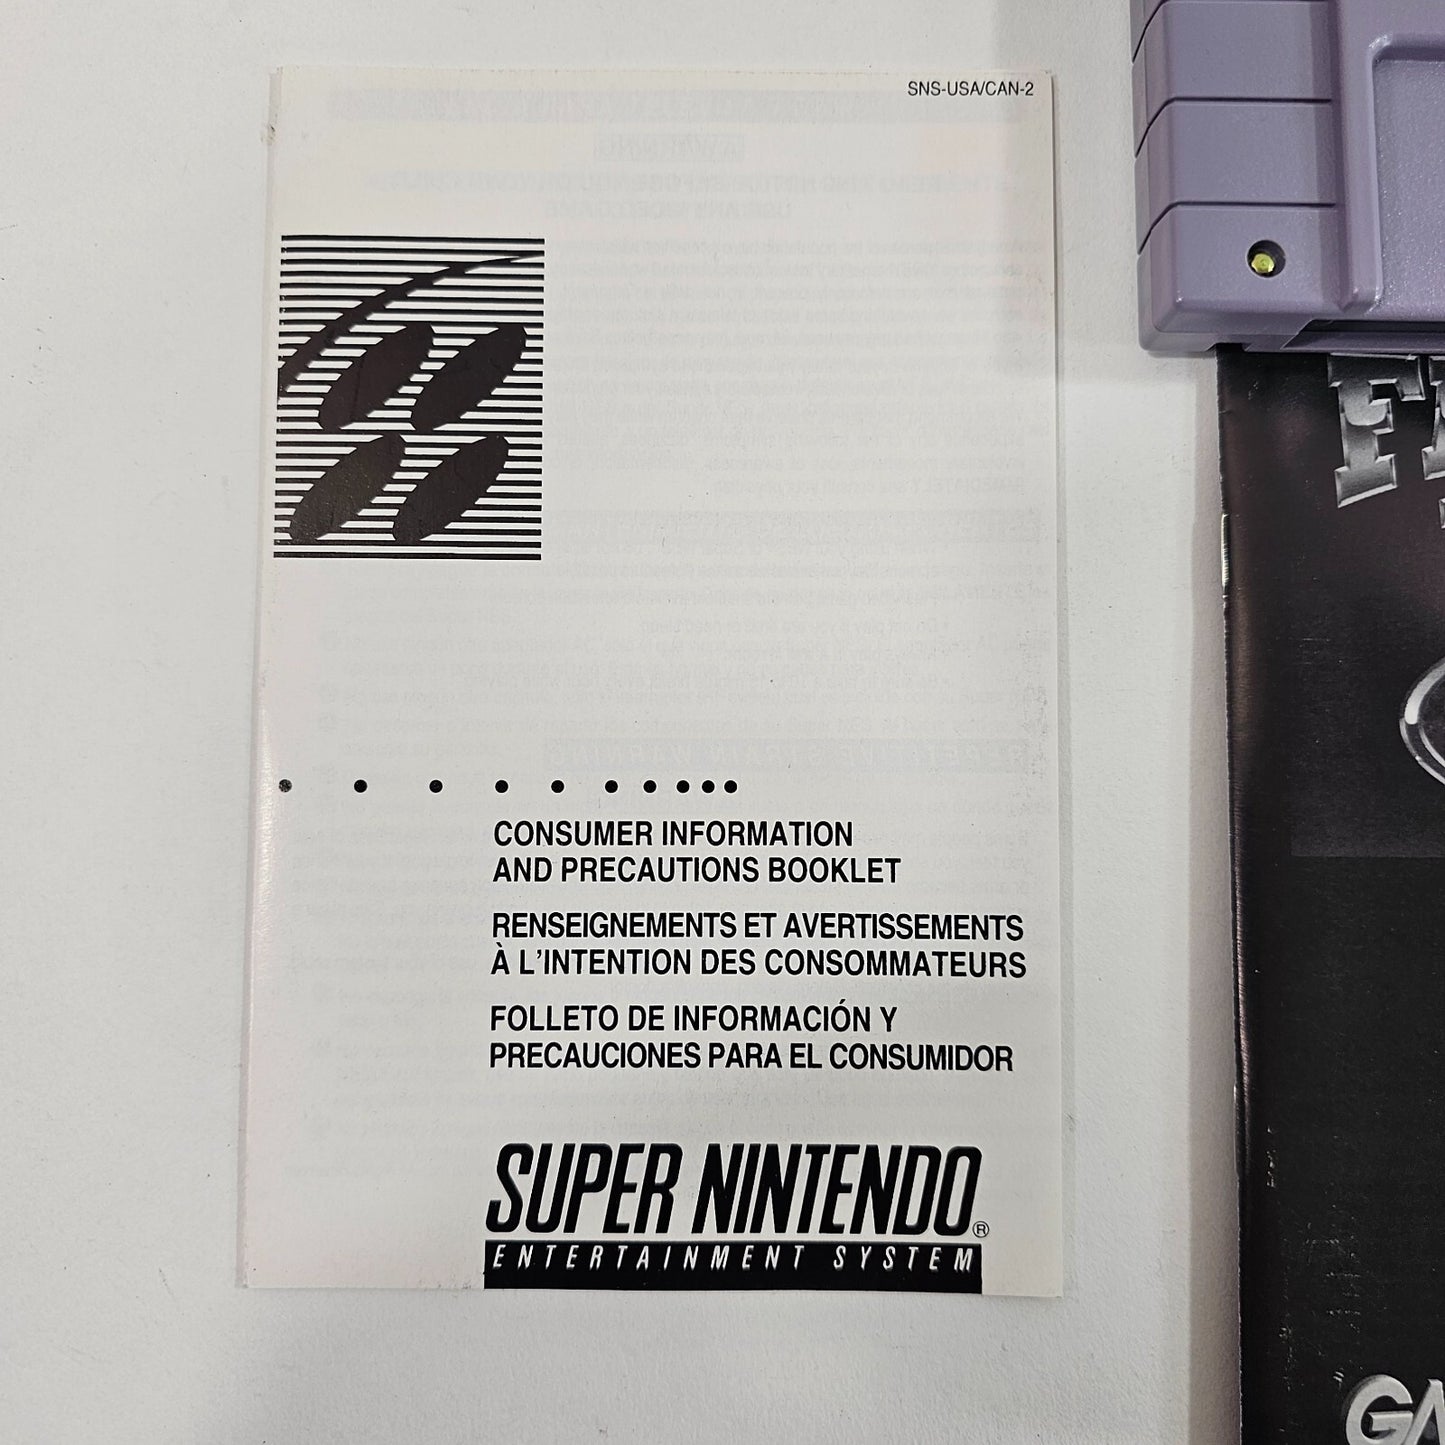 SNS-USA/CAN-2
CONSUMER INFORMATION
AND PRECAUTIONS BOOKLET
RENSEIGNEMENTS ET AVERTISSEMENTS
À L'INTENTION DES CONSOMMATEURS
FOLLETO DE INFORMACIÓN Y
PRECAUCIONES PARA EL CONSUMIDOR
SUPER NINTENDO®
ENTERTAINMENT SYSTEM